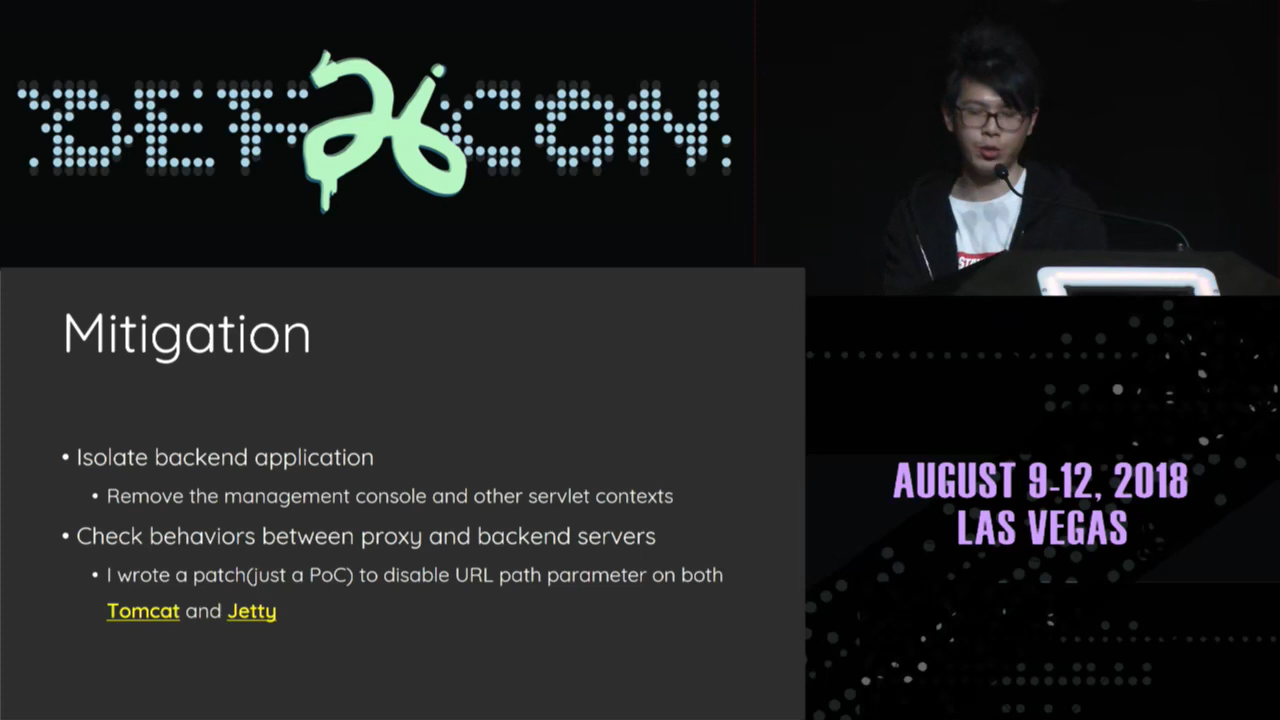 DEF 26 CON
Mitigation
• Isolate backend application
• Remove the management console and other servlet contexts
• Check behaviors between proxy and backend servers
• I wrote a patch(just a PoC) to disable URL path parameter on both
Tomcat and Jetty
AUGUST 9-12, 2018
LAS VEGAS